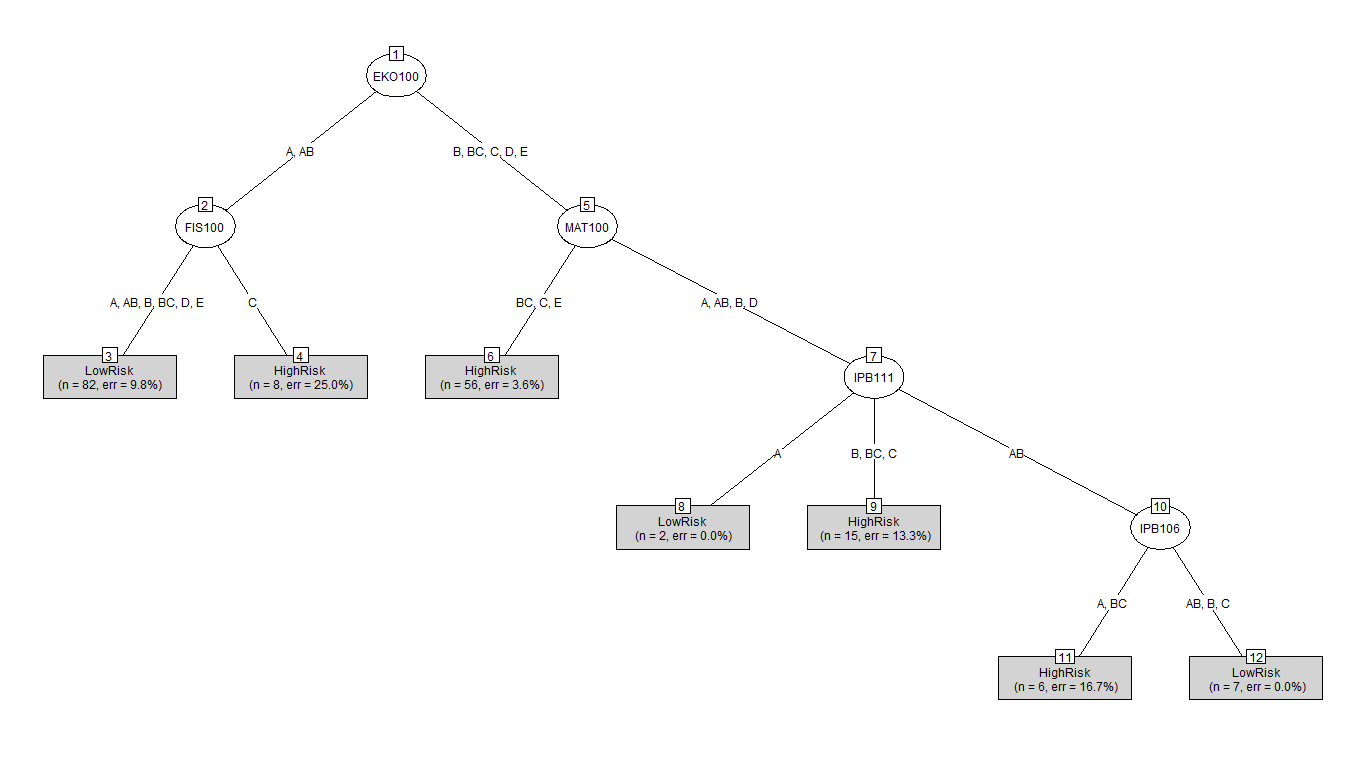 1
EKO100
A, AB
B, BC, C, D, E
2
FIS100
5
MAT100
A, AB, B, BC, D, E
C
BC, C, E
A, AB, B, D
3
LowRisk
(n = 82, err = 9.8%)
4
HighRisk
(n = 8, err = 25.0%)
6
HighRisk
(n = 56, err = 3.6%)
7
IPB111
A
B, BC, C
AB
8
LowRisk
(n = 2, err = 0.0%)
9
HighRisk
(n = 15, err = 13.3%)
10
IPB106
A, BC
AB, B, C
11
HighRisk
(n = 6, err = 16.7%)
12
LowRisk
(n = 7, err = 0.0%)